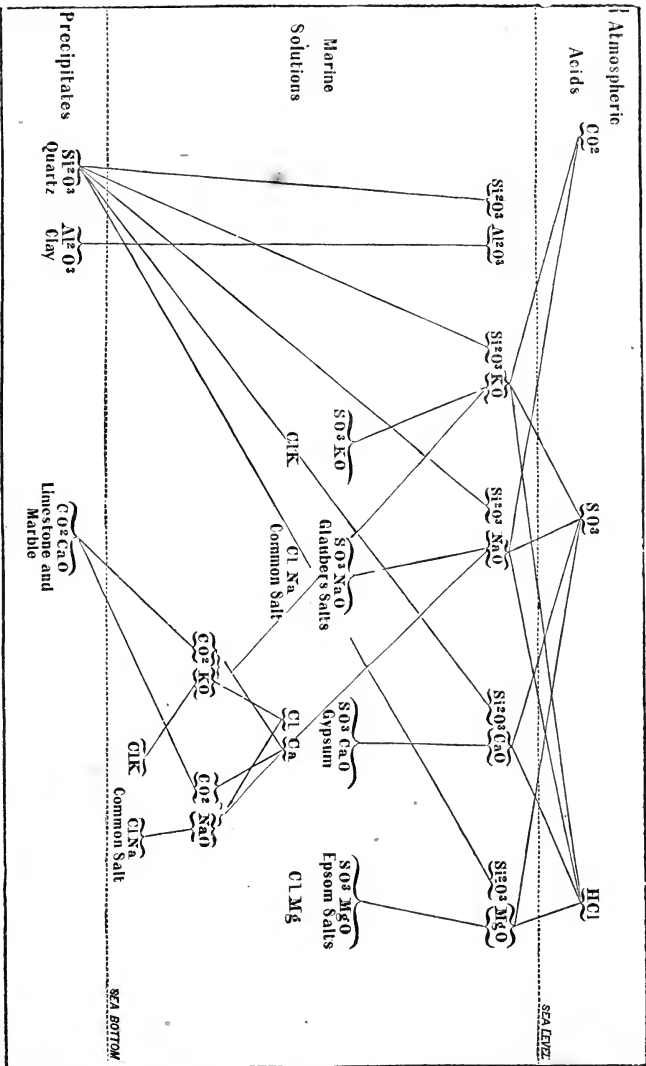 Atmospheric
Acids
CO² SO³ HCl
SEA LEVEL
Si²O³ Al²O³ Si²O³ KO Si²O³ NaO Si²O³ CaO Si²O³ MgO
Marine
Solutions
SO³ KO SO³ NaO SO³ CaO SO³ MgO
Glaubers Salts Gypsum Epsom Salts
ClK Cl Na Cl Ca Cl Mg
Common Salt
CO² KO CO² NaO
ClK Cl Na
Common Salt
SEA BOTTOM
Precipitates
Si²O³ Al²O³ CO² CaO
Quartz Clay Limestone and
Marble